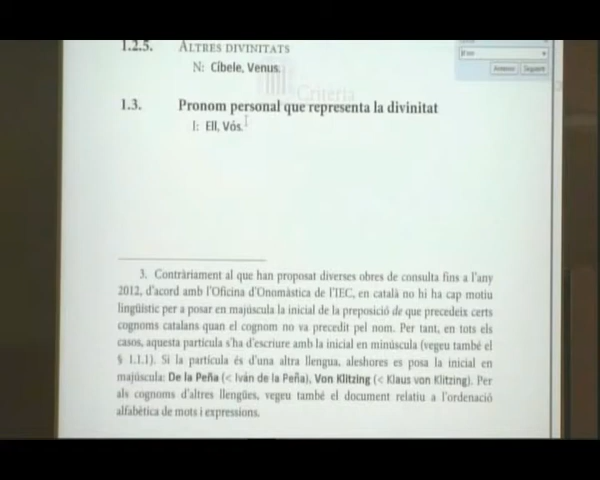 1.2.5. ALTRES DIVINITATS
N: Cíbele, Venus.
Criteria
1.3. Pronom personal que representa la divinitat
I: Ell, Vós.
3. Contràriament al que han proposat diverses obres de consulta fins a l'any
2012, d'acord amb l'Oficina d'Onomàstica de l'IEC, en català no hi ha cap motiu
lingüístic per a posar en majúscula la inicial de la preposició de que precedeix certs
cognoms catalans quan el cognom no va precedit pel nom. Per tant, en tots els
casos, aquesta partícula s'ha d'escriure amb la inicial en minúscula (vegeu també el
§ 1.1.1). Si la partícula és d'una altra llengua, aleshores es posa la inicial en
majúscula: De la Peña (< Iván de la Peña), Von Klitzing (< Klaus von Klitzing). Per
als cognoms d'altres llengües, vegeu també el document relatiu a l'ordenació
alfabètica de mots i expressions.